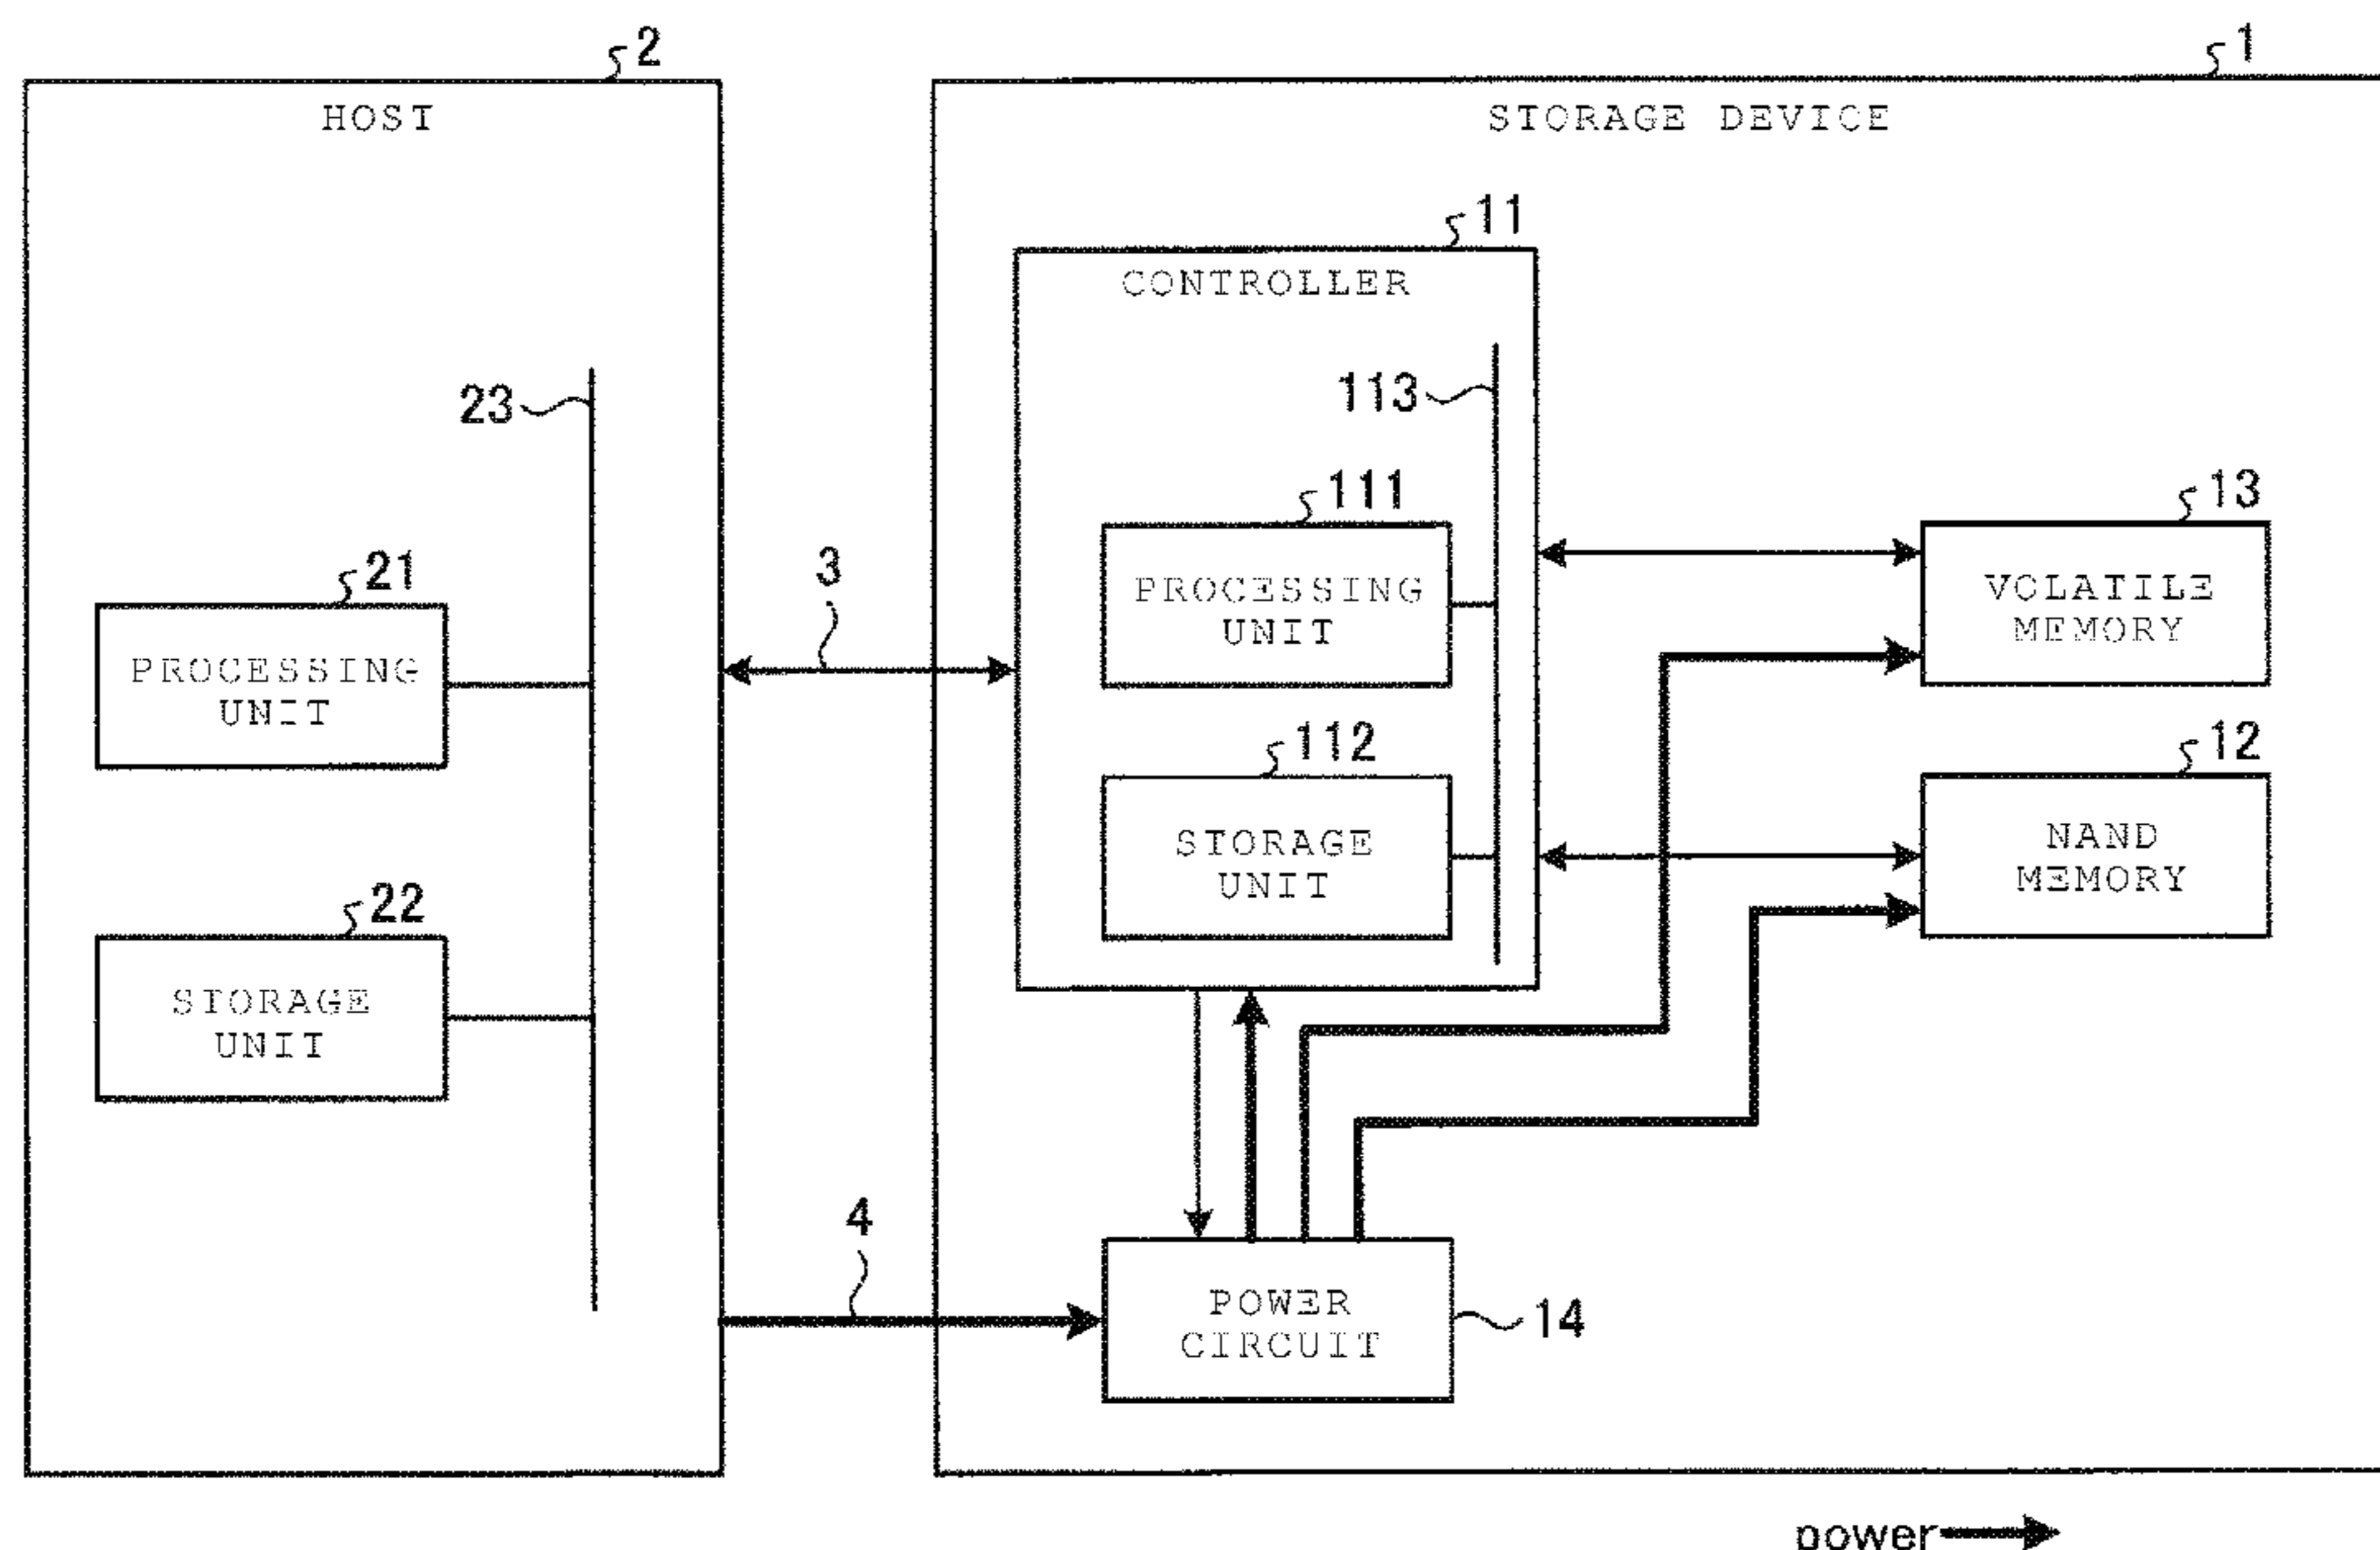 2
1
HOST
STORAGE DEVICE
11
CONTROLLER
23
113
111
13
21
3
PROCESSING
UNIT
VOLATILE
MEMORY
PROCESSING
UNIT
112
12
22
STORAGE
UNIT
NAND
MEMORY
STORAGE
UNIT
4
POWER
CIRCUIT
14
power